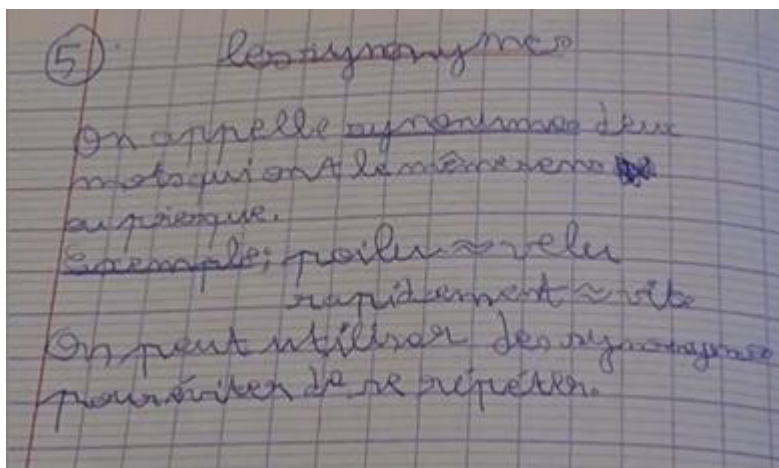 5) Les synonymes
On appelle synonimes deux
mots qui ont le même sens
ou presque.
Exemple : poilu ≈ velu
rapidement ≈ vite
On peut utiliser des synonymes
pour éviter de se répéter.